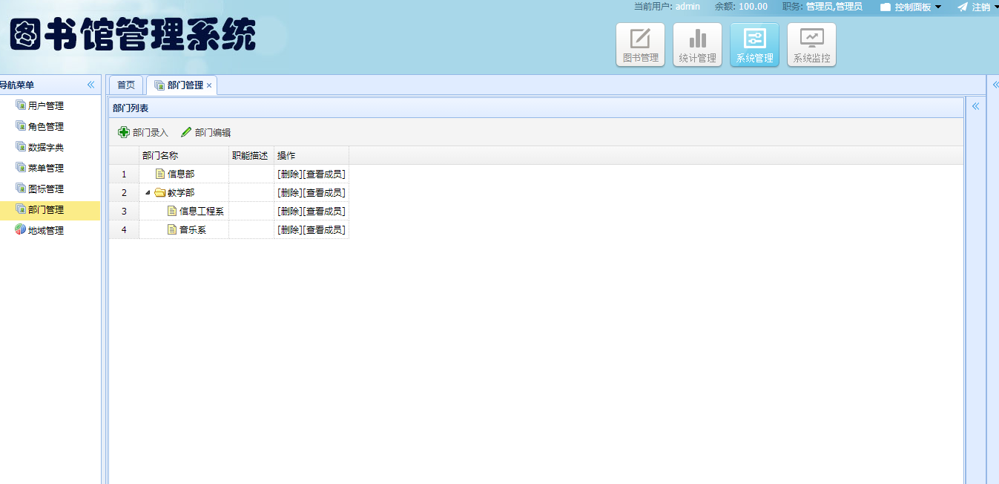 当前用户: admin 余额: 100.00 职务: 管理员,管理员 控制面板 注销
图书馆管理系统
图书管理 统计管理 系统管理 系统监控
导航菜单
用户管理
角色管理
数据字典
菜单管理
图标管理
部门管理
地域管理
首页 部门管理
部门列表
部门录入 部门编辑
部门名称 职能描述 操作
1 信息部 [删除][查看成员]
2 教学部 [删除][查看成员]
3 信息工程系 [删除][查看成员]
4 音乐系 [删除][查看成员]